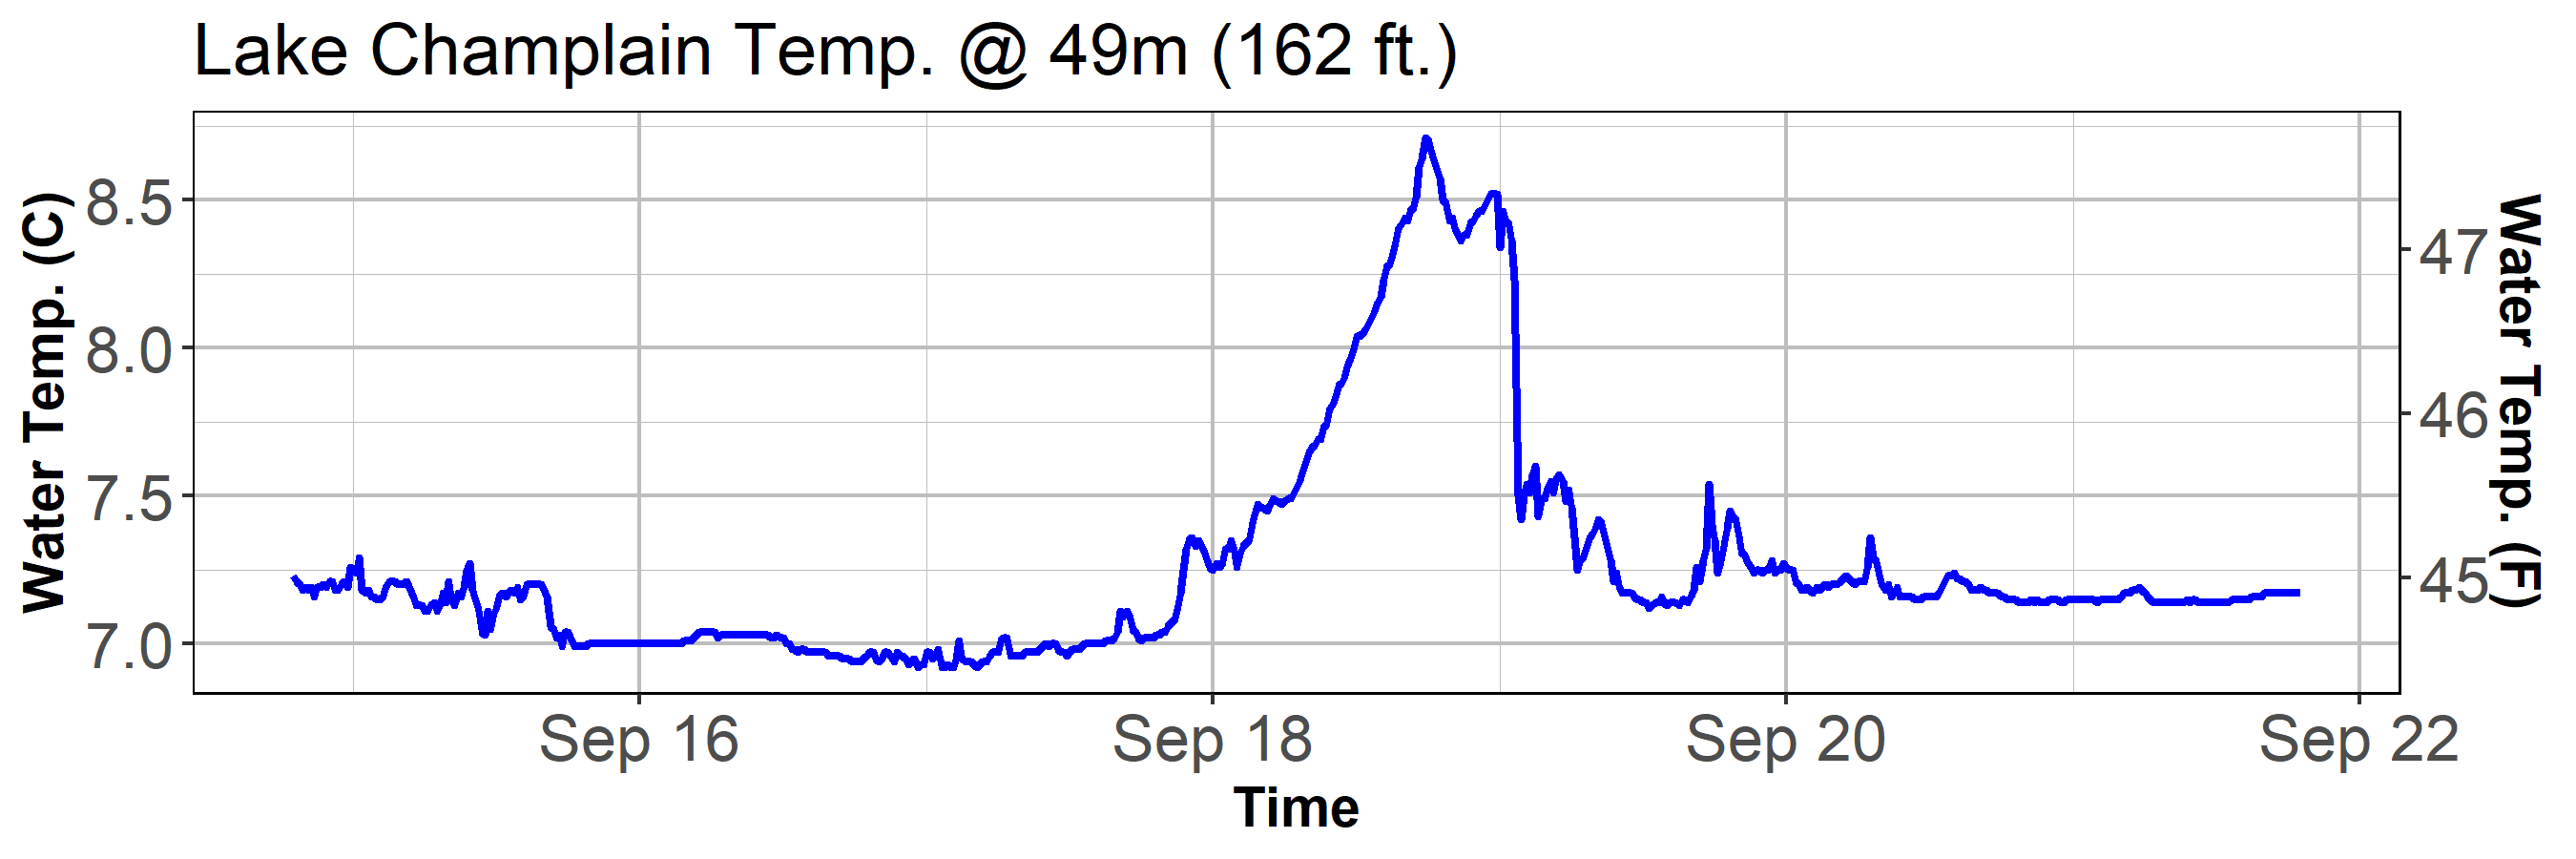 Lake Champlain Temp. @ 49m (162 ft.)
Water Temp. (C)
8.5
8.0
7.5
7.0
47
46
45
Water Temp. (F)
Sep 16
Sep 18
Sep 20
Sep 22
Time